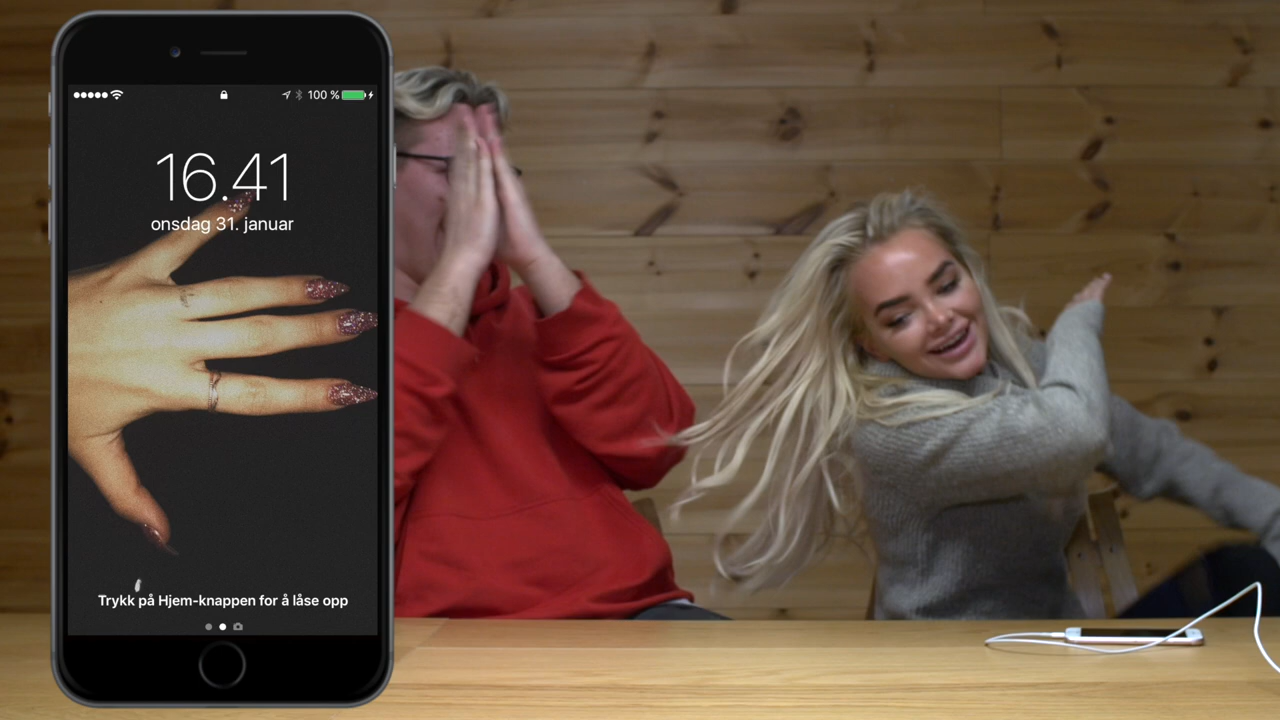 100 %
16.41
onsdag 31. januar
Trykk på Hjem-knappen for å låse opp